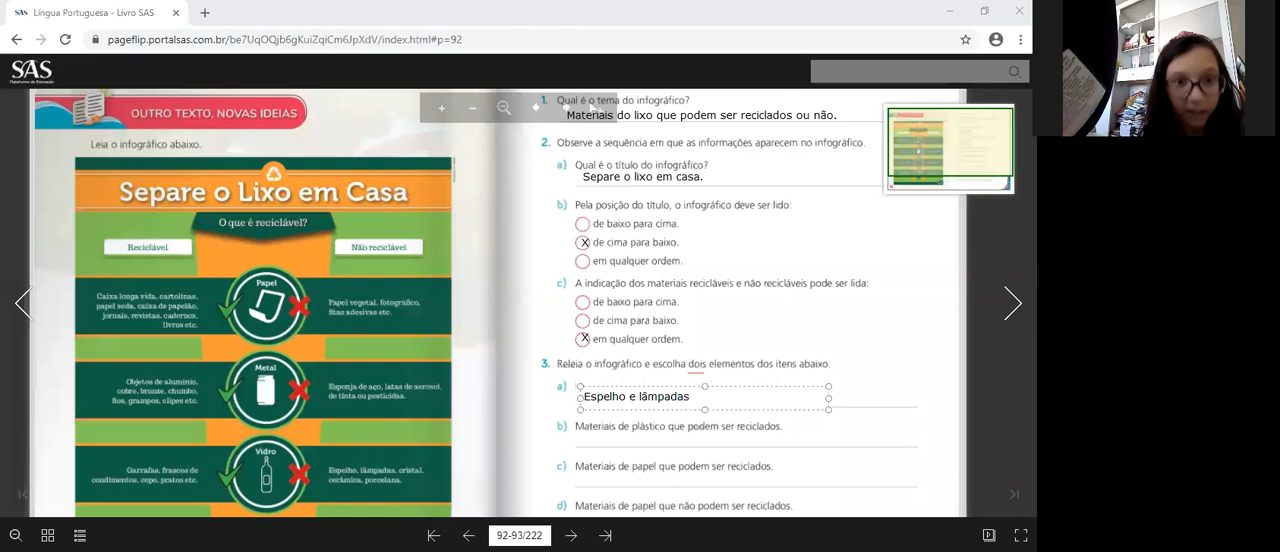 Língua Portuguesa - Livro SAS
pageflip.portalsas.com.br/be7UqOQjb6gKuiZqiCm6JpXdV/index.html#p=92
SAS
Plataforma de Educação
OUTRO TEXTO, NOVAS IDEIAS
Leia o infográfico abaixo.
Separe o Lixo em Casa
O que é reciclável?
Reciclável
Não reciclável
Papel
Caixa longa vida, cartolinas,
papel seda, caixa de papelão,
jornais, revistas, cadernos,
livros etc.
Papel vegetal, fotográfico,
fitas adesivas etc.
Metal
Objetos de alumínio,
cobre, bronze, chumbo,
fios, grampos, clipes etc.
Esponja de aço, latas de aerosol,
de tinta ou pesticidas.
Vidro
Garrafas, frascos de
condimentos, copo, pratos etc.
Espelho, lâmpadas, cristal,
cerâmica, porcelana.
1. Qual é o tema do infográfico?
Materiais do lixo que podem ser reciclados ou não.
2. Observe a sequência em que as informações aparecem no infográfico.
a) Qual é o título do infográfico?
Separe o lixo em casa.
b) Pela posição do título, o infográfico deve ser lido:
de baixo para cima.
X de cima para baixo.
em qualquer ordem.
c) A indicação dos materiais recicláveis e não recicláveis pode ser lida:
de baixo para cima.
de cima para baixo.
X em qualquer ordem.
3. Releia o infográfico e escolha dois elementos dos itens abaixo.
a)
Espelho e lâmpadas
b) Materiais de plástico que podem ser reciclados.
c) Materiais de papel que podem ser reciclados.
d) Materiais de papel que não podem ser reciclados.
92-93/222